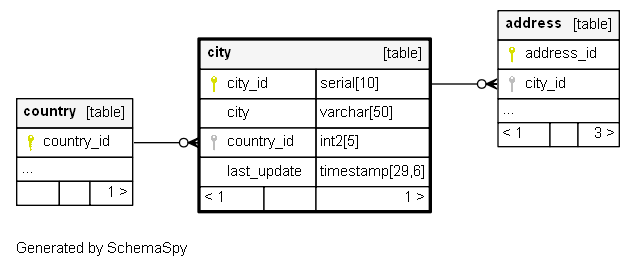 address [table]
address_id
city_id
...
< 1 3 >
city [table]
city_id serial[10]
city varchar[50]
country_id int2[5]
last_update timestamp[29,6]
< 1 1 >
country [table]
country_id
...
1 >
Generated by SchemaSpy